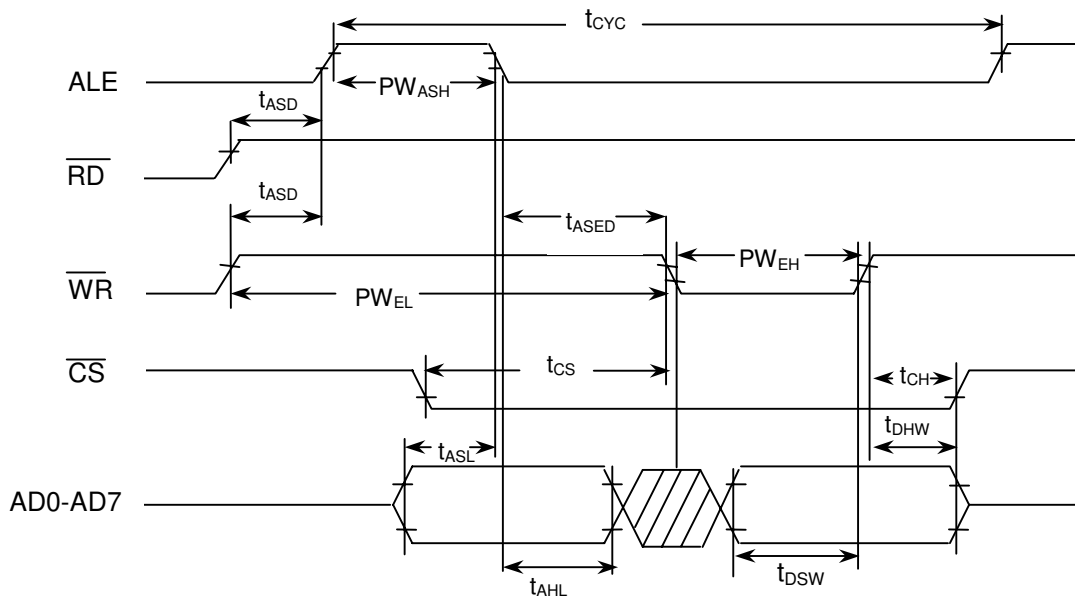 tCYC
ALE
PWASH
tASD
RD
tASD
tASED
PWEH
WR
PWEL
CS
tCS
tCH
tDHW
tASL
AD0-AD7
tDSW
tAHL